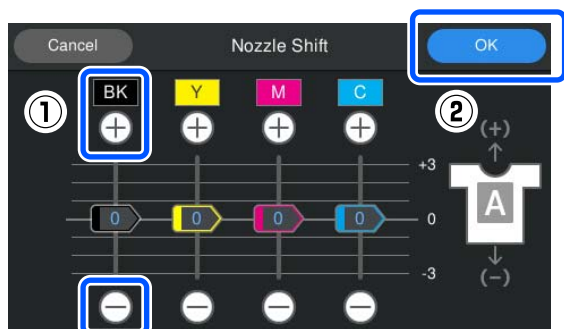 Cancel Nozzle Shift OK
① BK Y M C ②
+ + + + (+)
↑
+3
A
0 0 0 0 0
↓
-3 (−)
− − − −